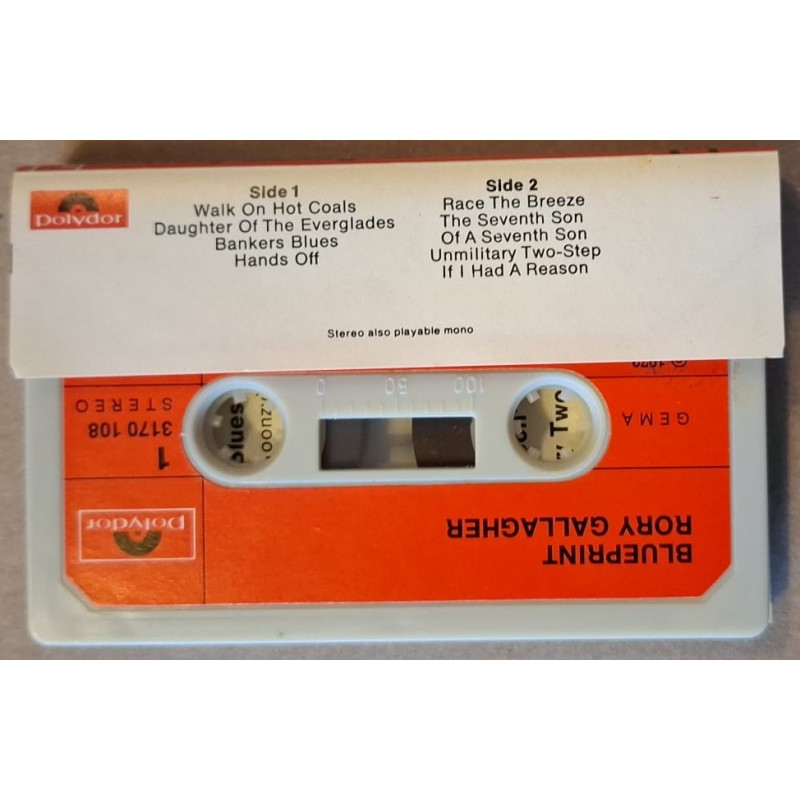 Polydor
Side 1
Walk On Hot Coals
Daughter Of The Everglades
Bankers Blues
Hands Off
Side 2
Race The Breeze
The Seventh Son
Of A Seventh Son
Unmilitary Two-Step
If I Had A Reason
Stereo also playable mono
BLUEPRINT
RORY GALLAGHER
Polydor
1
3170 108
STEREO
GEMA
0 50 100
Two